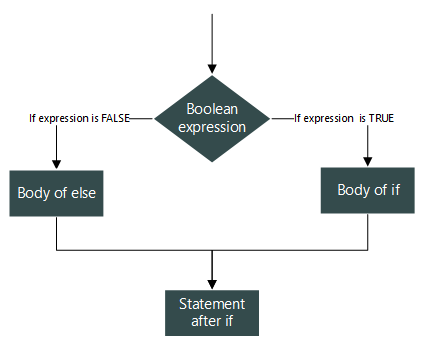 Boolean
expression
If expression is FALSE
If expression is TRUE
Body of else
Body of if
Statement
after if